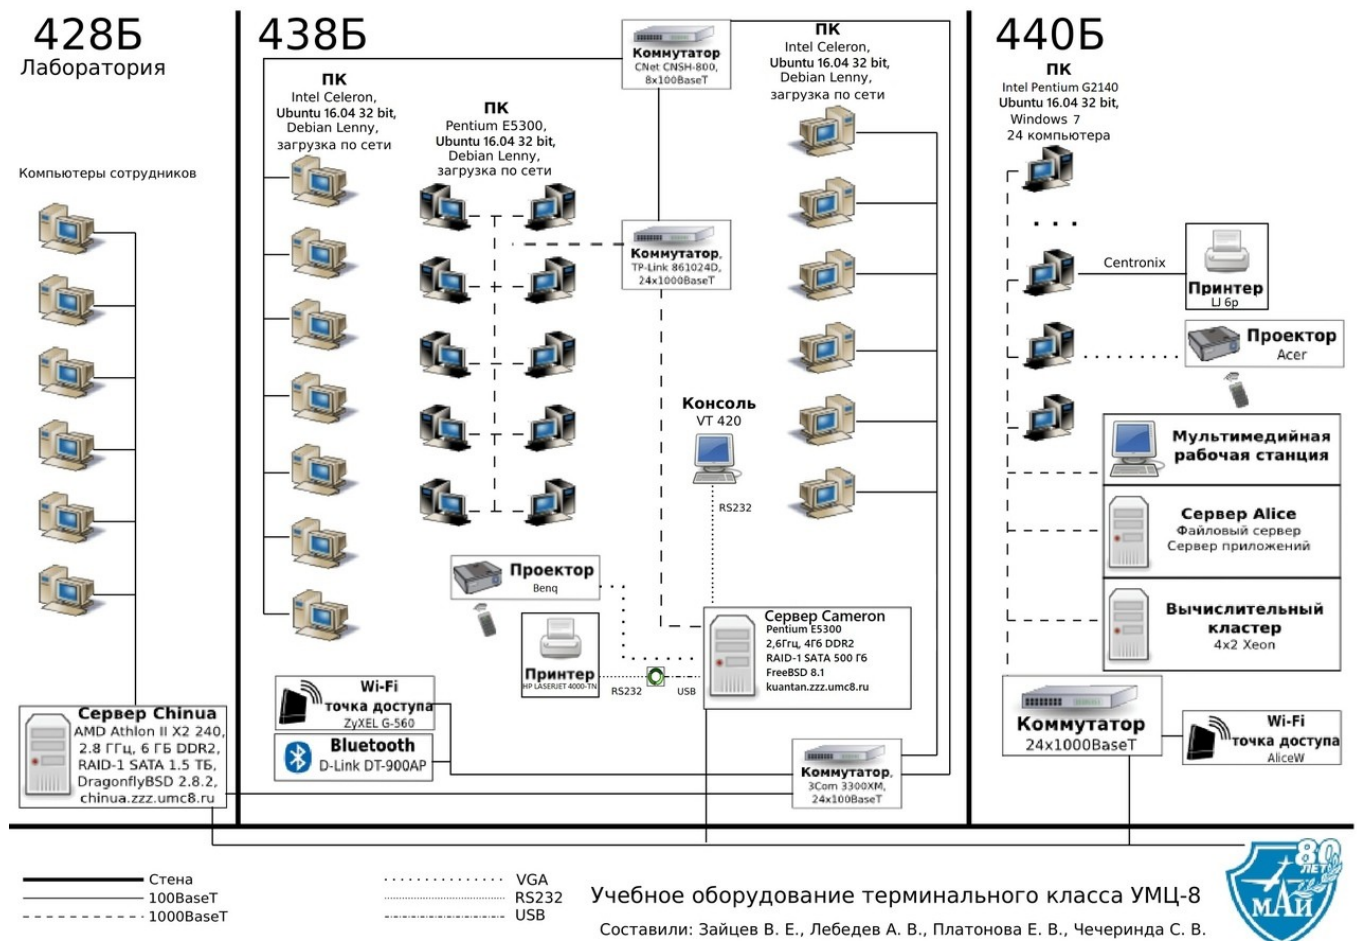 428Б
Лаборатория
Компьютеры сотрудников
Сервер Chinua
AMD Athlon II X2 240,
2.8 ГГц, 6 ГБ DDR2,
RAID-1 SATA 1.5 ТБ,
DragonflyBSD 2.8.2,
chinua.zzz.umc8.ru
438Б
ПК
Intel Celeron,
Ubuntu 16.04 32 bit,
Debian Lenny,
загрузка по сети
ПК
Pentium E5300,
Ubuntu 16.04 32 bit,
Debian Lenny,
загрузка по сети
Коммутатор
CNet CNSH-800,
8x100BaseT
ПК
Intel Celeron,
Ubuntu 16.04 32 bit,
Debian Lenny,
загрузка по сети
Коммутатор,
TP-Link 861024D,
24x1000BaseT
Консоль
VT 420
RS232
Проектор
Benq
Принтер
HP LASERJET 4000-TN
RS232
USB
Сервер Cameron
Pentium E5300
2,6Ггц, 4Гб DDR2
RAID-1 SATA 500 Гб
FreeBSD 8.1
kuantan.zzz.umc8.ru
Wi-Fi
точка доступа
ZyXEL G-560
Bluetooth
D-Link DT-900AP
Коммутатор,
3Com 3300XM,
24x100BaseT
440Б
ПК
Intel Pentium G2140
Ubuntu 16.04 32 bit,
Windows 7
24 компьютера
. . .
Centronix
Принтер
LJ 6p
Проектор
Acer
Мультимедийная
рабочая станция
Сервер Alice
Файловый сервер
Сервер приложений
Вычислительный
кластер
4x2 Xeon
Коммутатор
24x1000BaseT
Wi-Fi
точка доступа
AliceW
Стена
100BaseT
1000BaseT
VGA
RS232
USB
Учебное оборудование терминального класса УМЦ-8
Составили: Зайцев В. Е., Лебедев А. В., Платонова Е. В., Чечеринда С. В.
80
ЛЕТ
МАИ